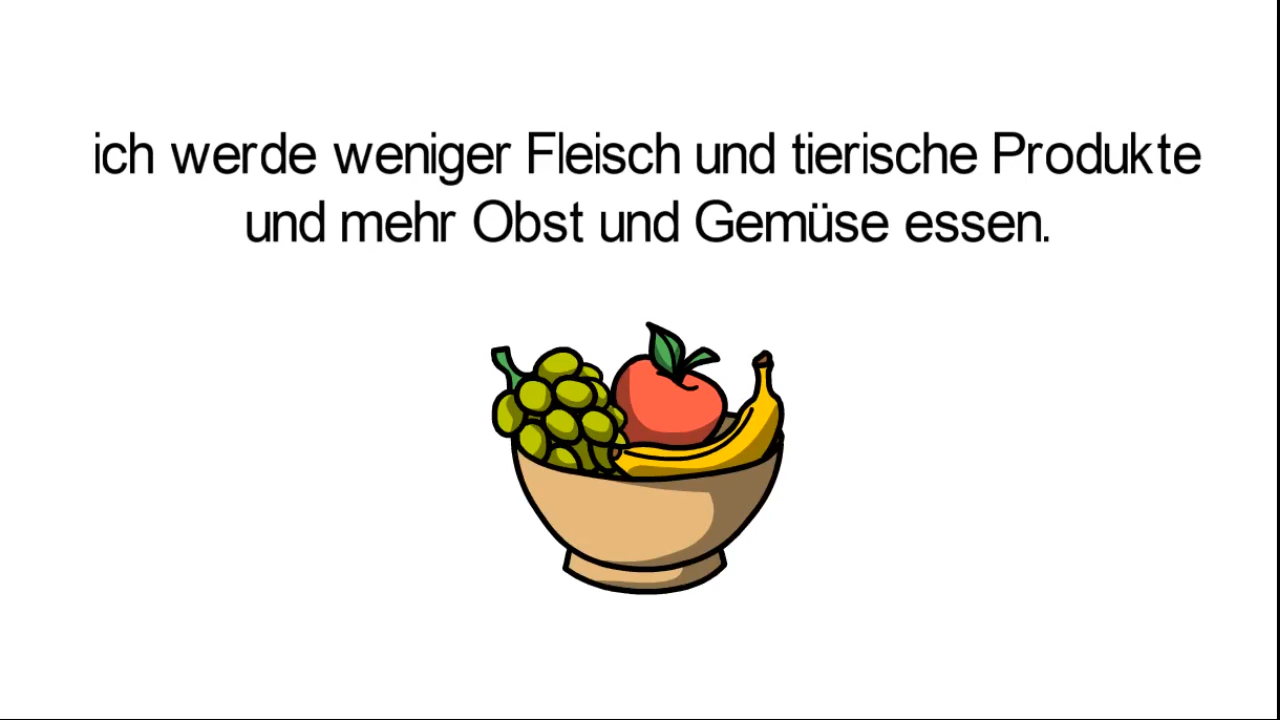 ich werde weniger Fleisch und tierische Produkte
und mehr Obst und Gemüse essen.